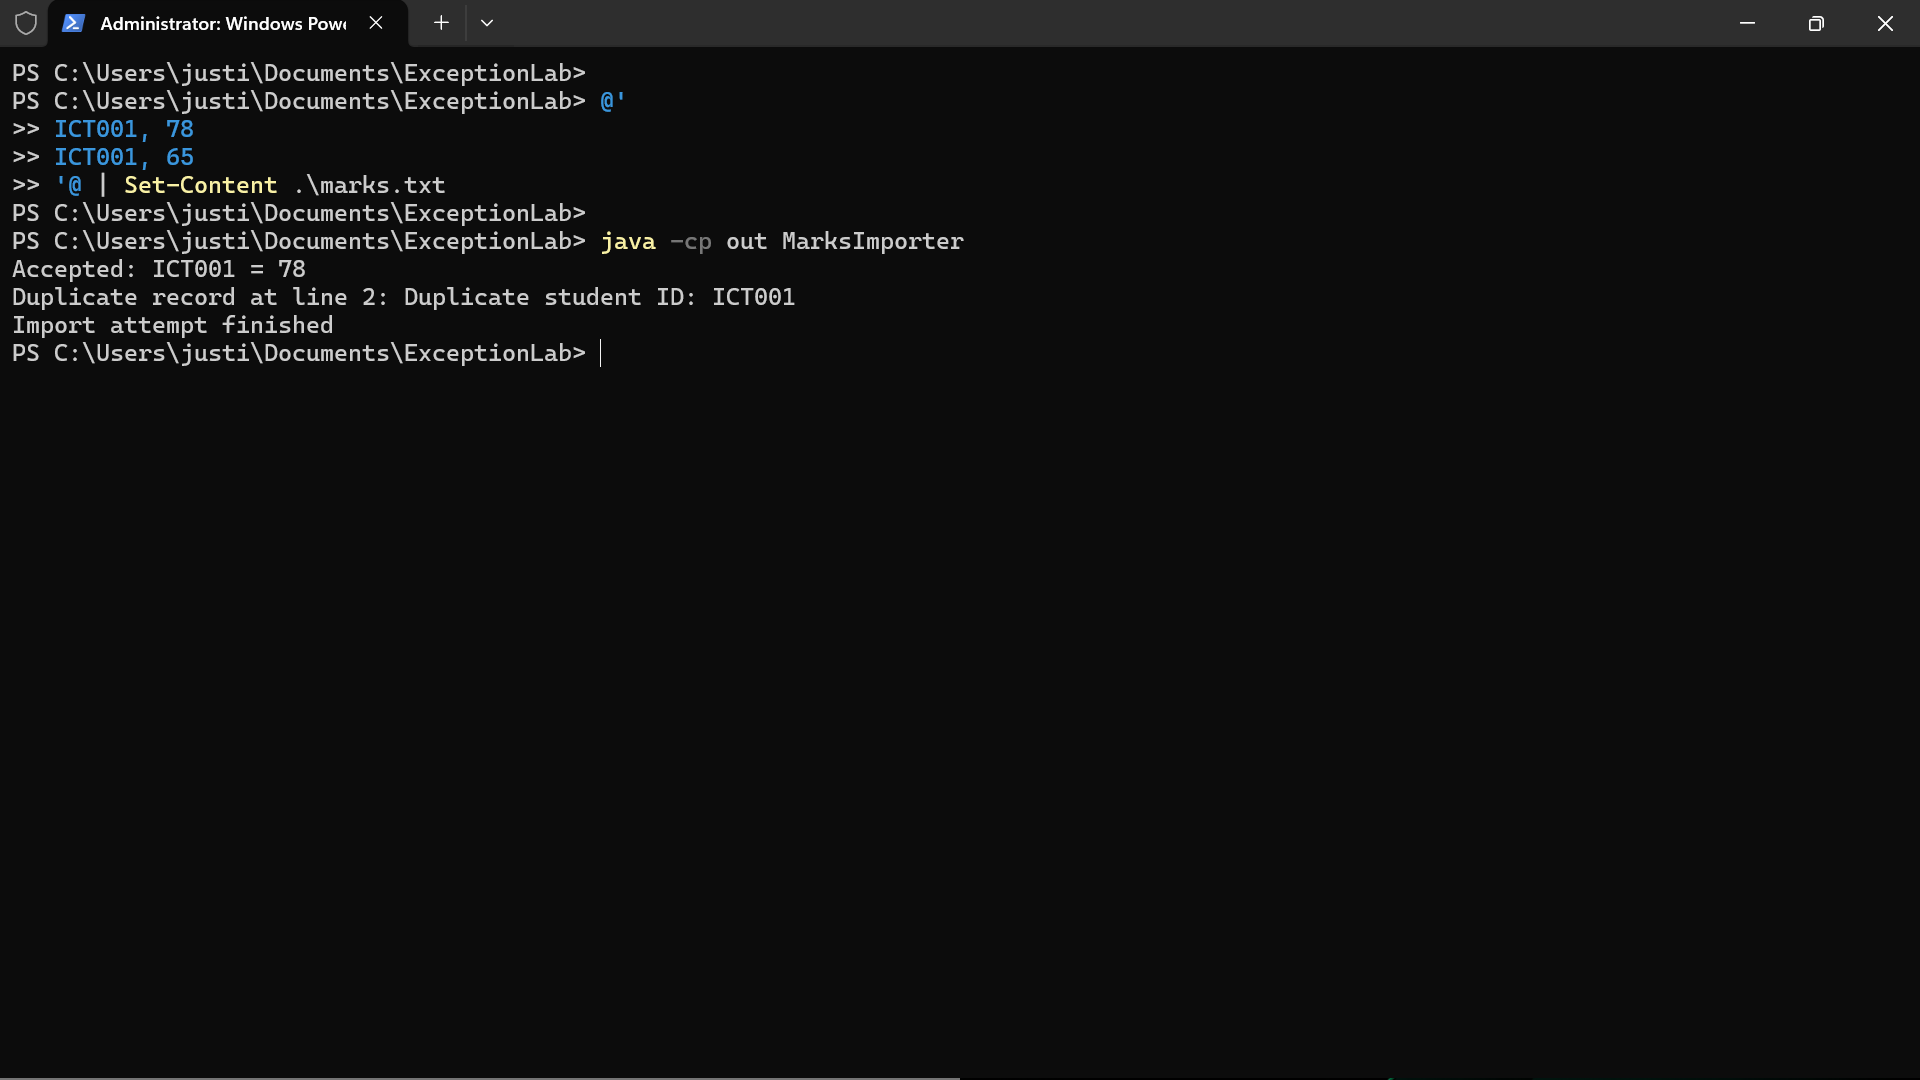 Administrator: Windows Pow
PS C:\Users\justi\Documents\ExceptionLab>
PS C:\Users\justi\Documents\ExceptionLab> @'
>> ICT001, 78
>> ICT001, 65
>> '@ | Set-Content .\marks.txt
PS C:\Users\justi\Documents\ExceptionLab>
PS C:\Users\justi\Documents\ExceptionLab> java -cp out MarksImporter
Accepted: ICT001 = 78
Duplicate record at line 2: Duplicate student ID: ICT001
Import attempt finished
PS C:\Users\justi\Documents\ExceptionLab>